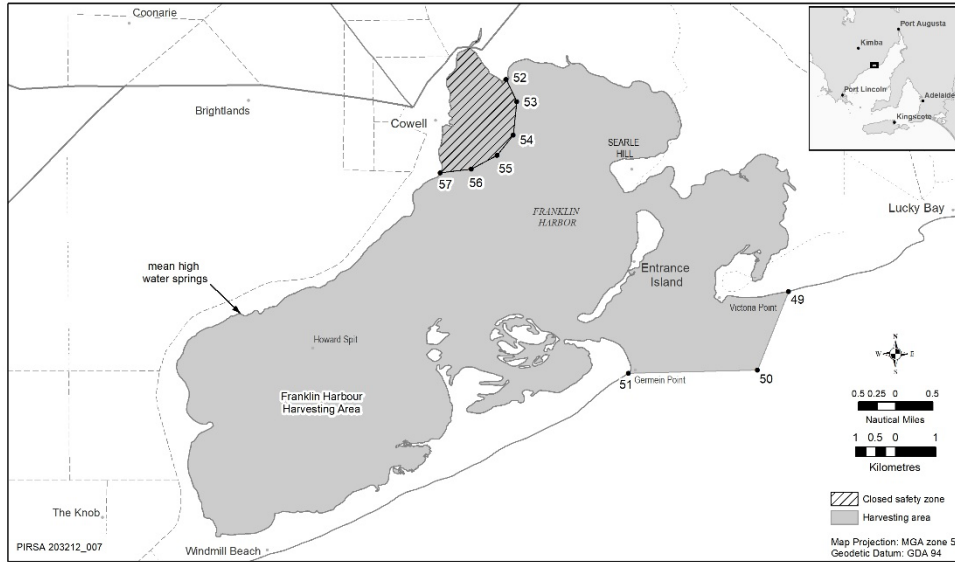 Coonarie
Port Augusta
Kimba
Port Lincoln
Adelaide
Kingscote
52
Brightlands
53
Cowell
54
SEARLE
HILL
55
57
56
Lucky Bay
FRANKLIN
HARBOR
mean high
water springs
Entrance
Island
49
Victoria Point
Howard Spit
N
W E
S
51
Germein Point
50
Franklin Harbour
Harvesting Area
0.5 0.25 0 0.5
Nautical Miles
1 0.5 0 1
Kilometres
Closed safety zone
Harvesting area
The Knob
PIRSA 203212_007
Windmill Beach
Map Projection: MGA zone 5
Geodetic Datum: GDA 94